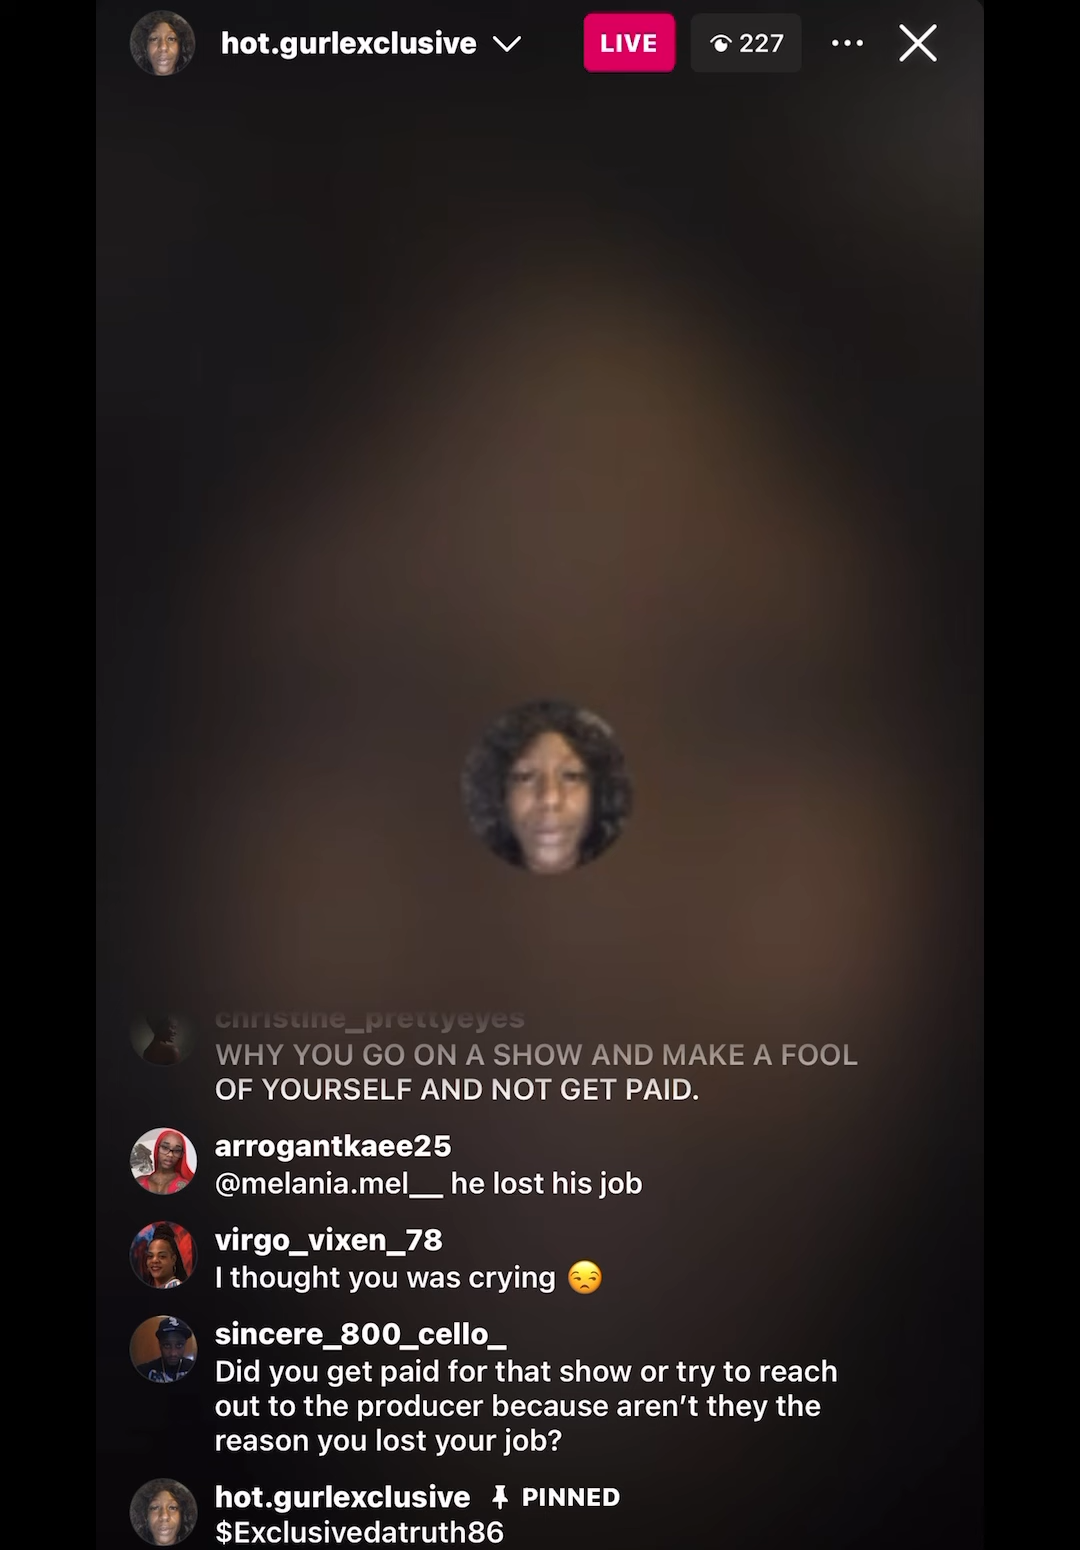 hot.gurlexclusive
LIVE
227
christine_prettyeyes
WHY YOU GO ON A SHOW AND MAKE A FOOL
OF YOURSELF AND NOT GET PAID.
arrogantkaee25
@melania.mel__ he lost his job
virgo_vixen_78
I thought you was crying 😒
sincere_800_cello_
Did you get paid for that show or try to reach
out to the producer because aren’t they the
reason you lost your job?
hot.gurlexclusive PINNED
$Exclusivedatruth86